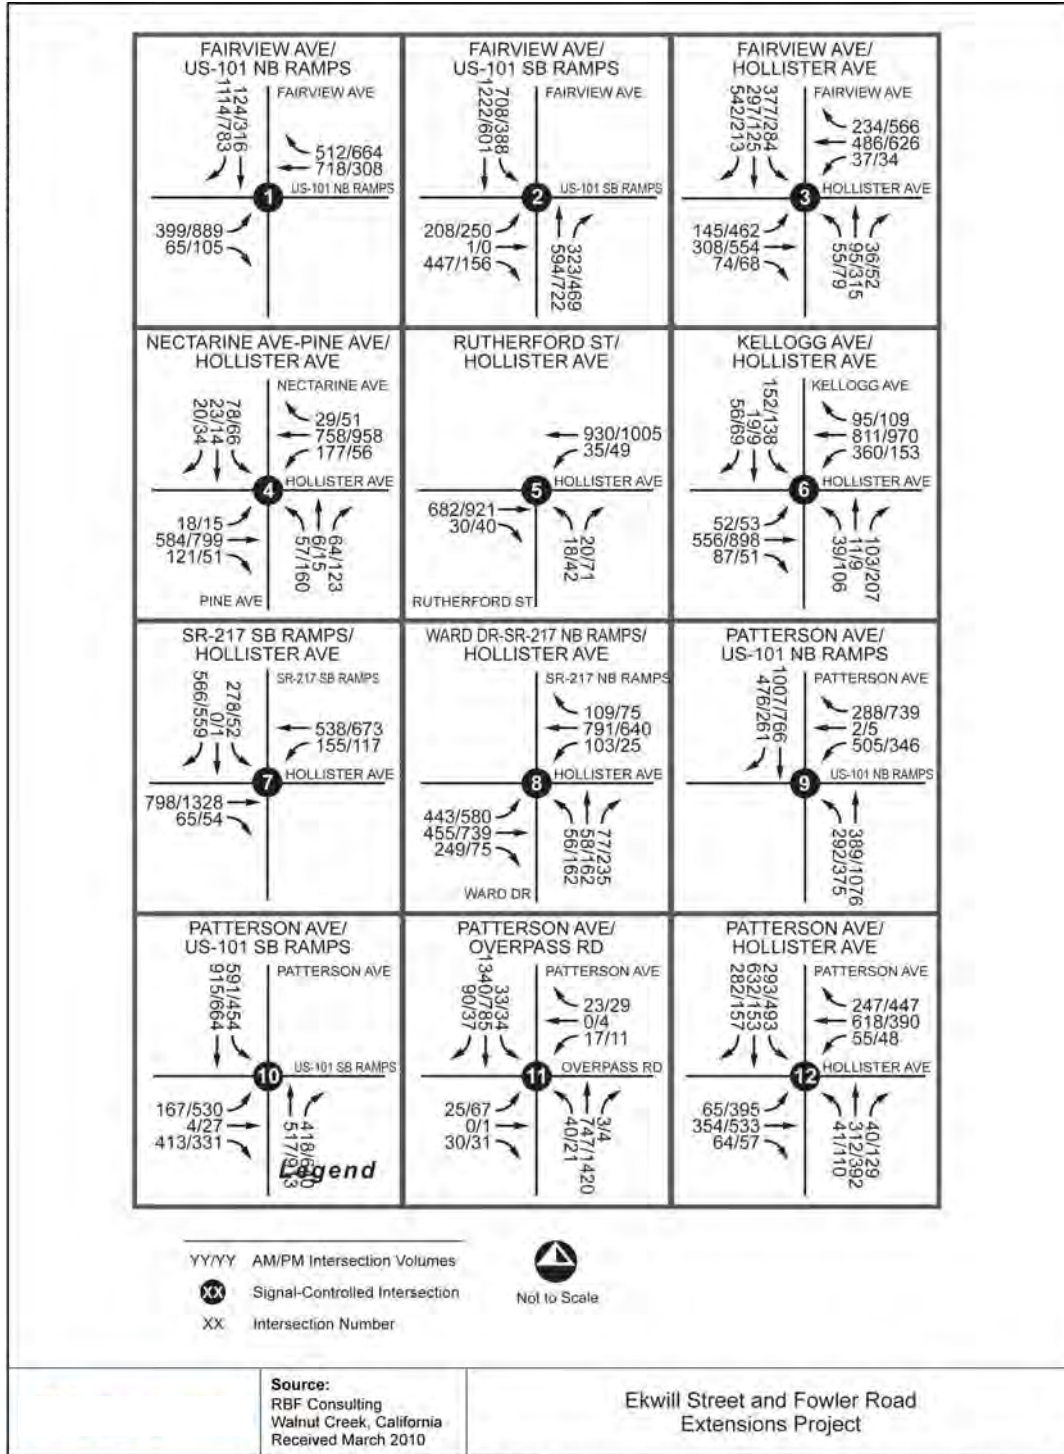 FAIRVIEW AVE/
US-101 NB RAMPS
FAIRVIEW AVE
124/316
1114/783
512/664
718/308
1
US-101 NB RAMPS
399/889
65/105
FAIRVIEW AVE/
US-101 SB RAMPS
FAIRVIEW AVE
708/388
1222/601
2
US-101 SB RAMPS
208/250
1/0
447/156
323/469
594/722
FAIRVIEW AVE/
HOLLISTER AVE
FAIRVIEW AVE
377/284
297/125
542/213
234/566
486/626
37/34
3
HOLLISTER AVE
145/462
308/554
74/68
36/52
95/315
55/79
NECTARINE AVE-PINE AVE/
HOLLISTER AVE
NECTARINE AVE
78/66
23/14
20/34
29/51
758/958
177/56
4
HOLLISTER AVE
18/15
584/799
121/51
64/123
6/15
57/160
PINE AVE
RUTHERFORD ST/
HOLLISTER AVE
930/1005
35/49
5
HOLLISTER AVE
682/921
30/40
20/71
18/42
RUTHERFORD ST
KELLOGG AVE/
HOLLISTER AVE
KELLOGG AVE
152/138
19/9
56/69
95/109
811/970
360/153
6
HOLLISTER AVE
52/53
556/898
87/51
103/207
11/9
39/106
SR-217 SB RAMPS/
HOLLISTER AVE
SR-217 SB RAMPS
278/52
0/1
566/559
538/673
155/117
7
HOLLISTER AVE
798/1328
65/54
WARD DR-SR-217 NB RAMPS/
HOLLISTER AVE
SR-217 NB RAMPS
109/75
791/640
103/25
8
HOLLISTER AVE
443/580
455/739
249/75
77/235
58/162
56/162
WARD DR
PATTERSON AVE/
US-101 NB RAMPS
PATTERSON AVE
1007/766
476/261
288/739
2/5
505/346
9
US-101 NB RAMPS
389/1076
292/375
PATTERSON AVE/
US-101 SB RAMPS
PATTERSON AVE
591/454
915/664
10
US-101 SB RAMPS
167/530
4/27
413/331
Legend
PATTERSON AVE/
OVERPASS RD
PATTERSON AVE
33/34
1340/785
90/37
23/29
0/4
17/11
11
OVERPASS RD
25/67
0/1
30/31
3/4
747/1420
40/21
PATTERSON AVE/
HOLLISTER AVE
PATTERSON AVE
293/493
632/153
282/157
247/447
618/390
55/48
12
HOLLISTER AVE
65/395
354/533
64/57
40/129
312/392
41/110
YY/YY AM/PM Intersection Volumes
XX Signal-Controlled Intersection
XX Intersection Number
Not to Scale
Source:
RBF Consulting
Walnut Creek, California
Received March 2010
Ekwill Street and Fowler Road
Extensions Project